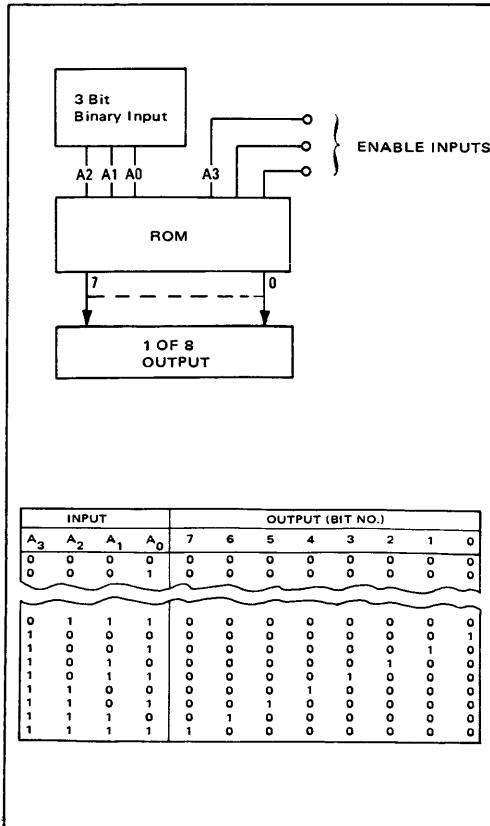 3 Bit
Binary Input
ENABLE INPUTS
A2 A1 A0 A3
ROM
7 0
1 OF 8
OUTPUT
INPUT OUTPUT (BIT NO.)
A3 A2 A1 A0 7 6 5 4 3 2 1 0
0 0 0 0 0 0 0 0 0 0 0 0
0 0 0 1 0 0 0 0 0 0 0 0
0 1 1 1 0 0 0 0 0 0 0 0
1 0 0 0 0 0 0 0 0 0 0 1
1 0 0 1 0 0 0 0 0 0 1 0
1 0 1 0 0 0 0 0 0 1 0 0
1 0 1 1 0 0 0 0 1 0 0 0
1 1 0 0 0 0 0 1 0 0 0 0
1 1 0 1 0 0 1 0 0 0 0 0
1 1 1 0 0 1 0 0 0 0 0 0
1 1 1 1 1 0 0 0 0 0 0 0